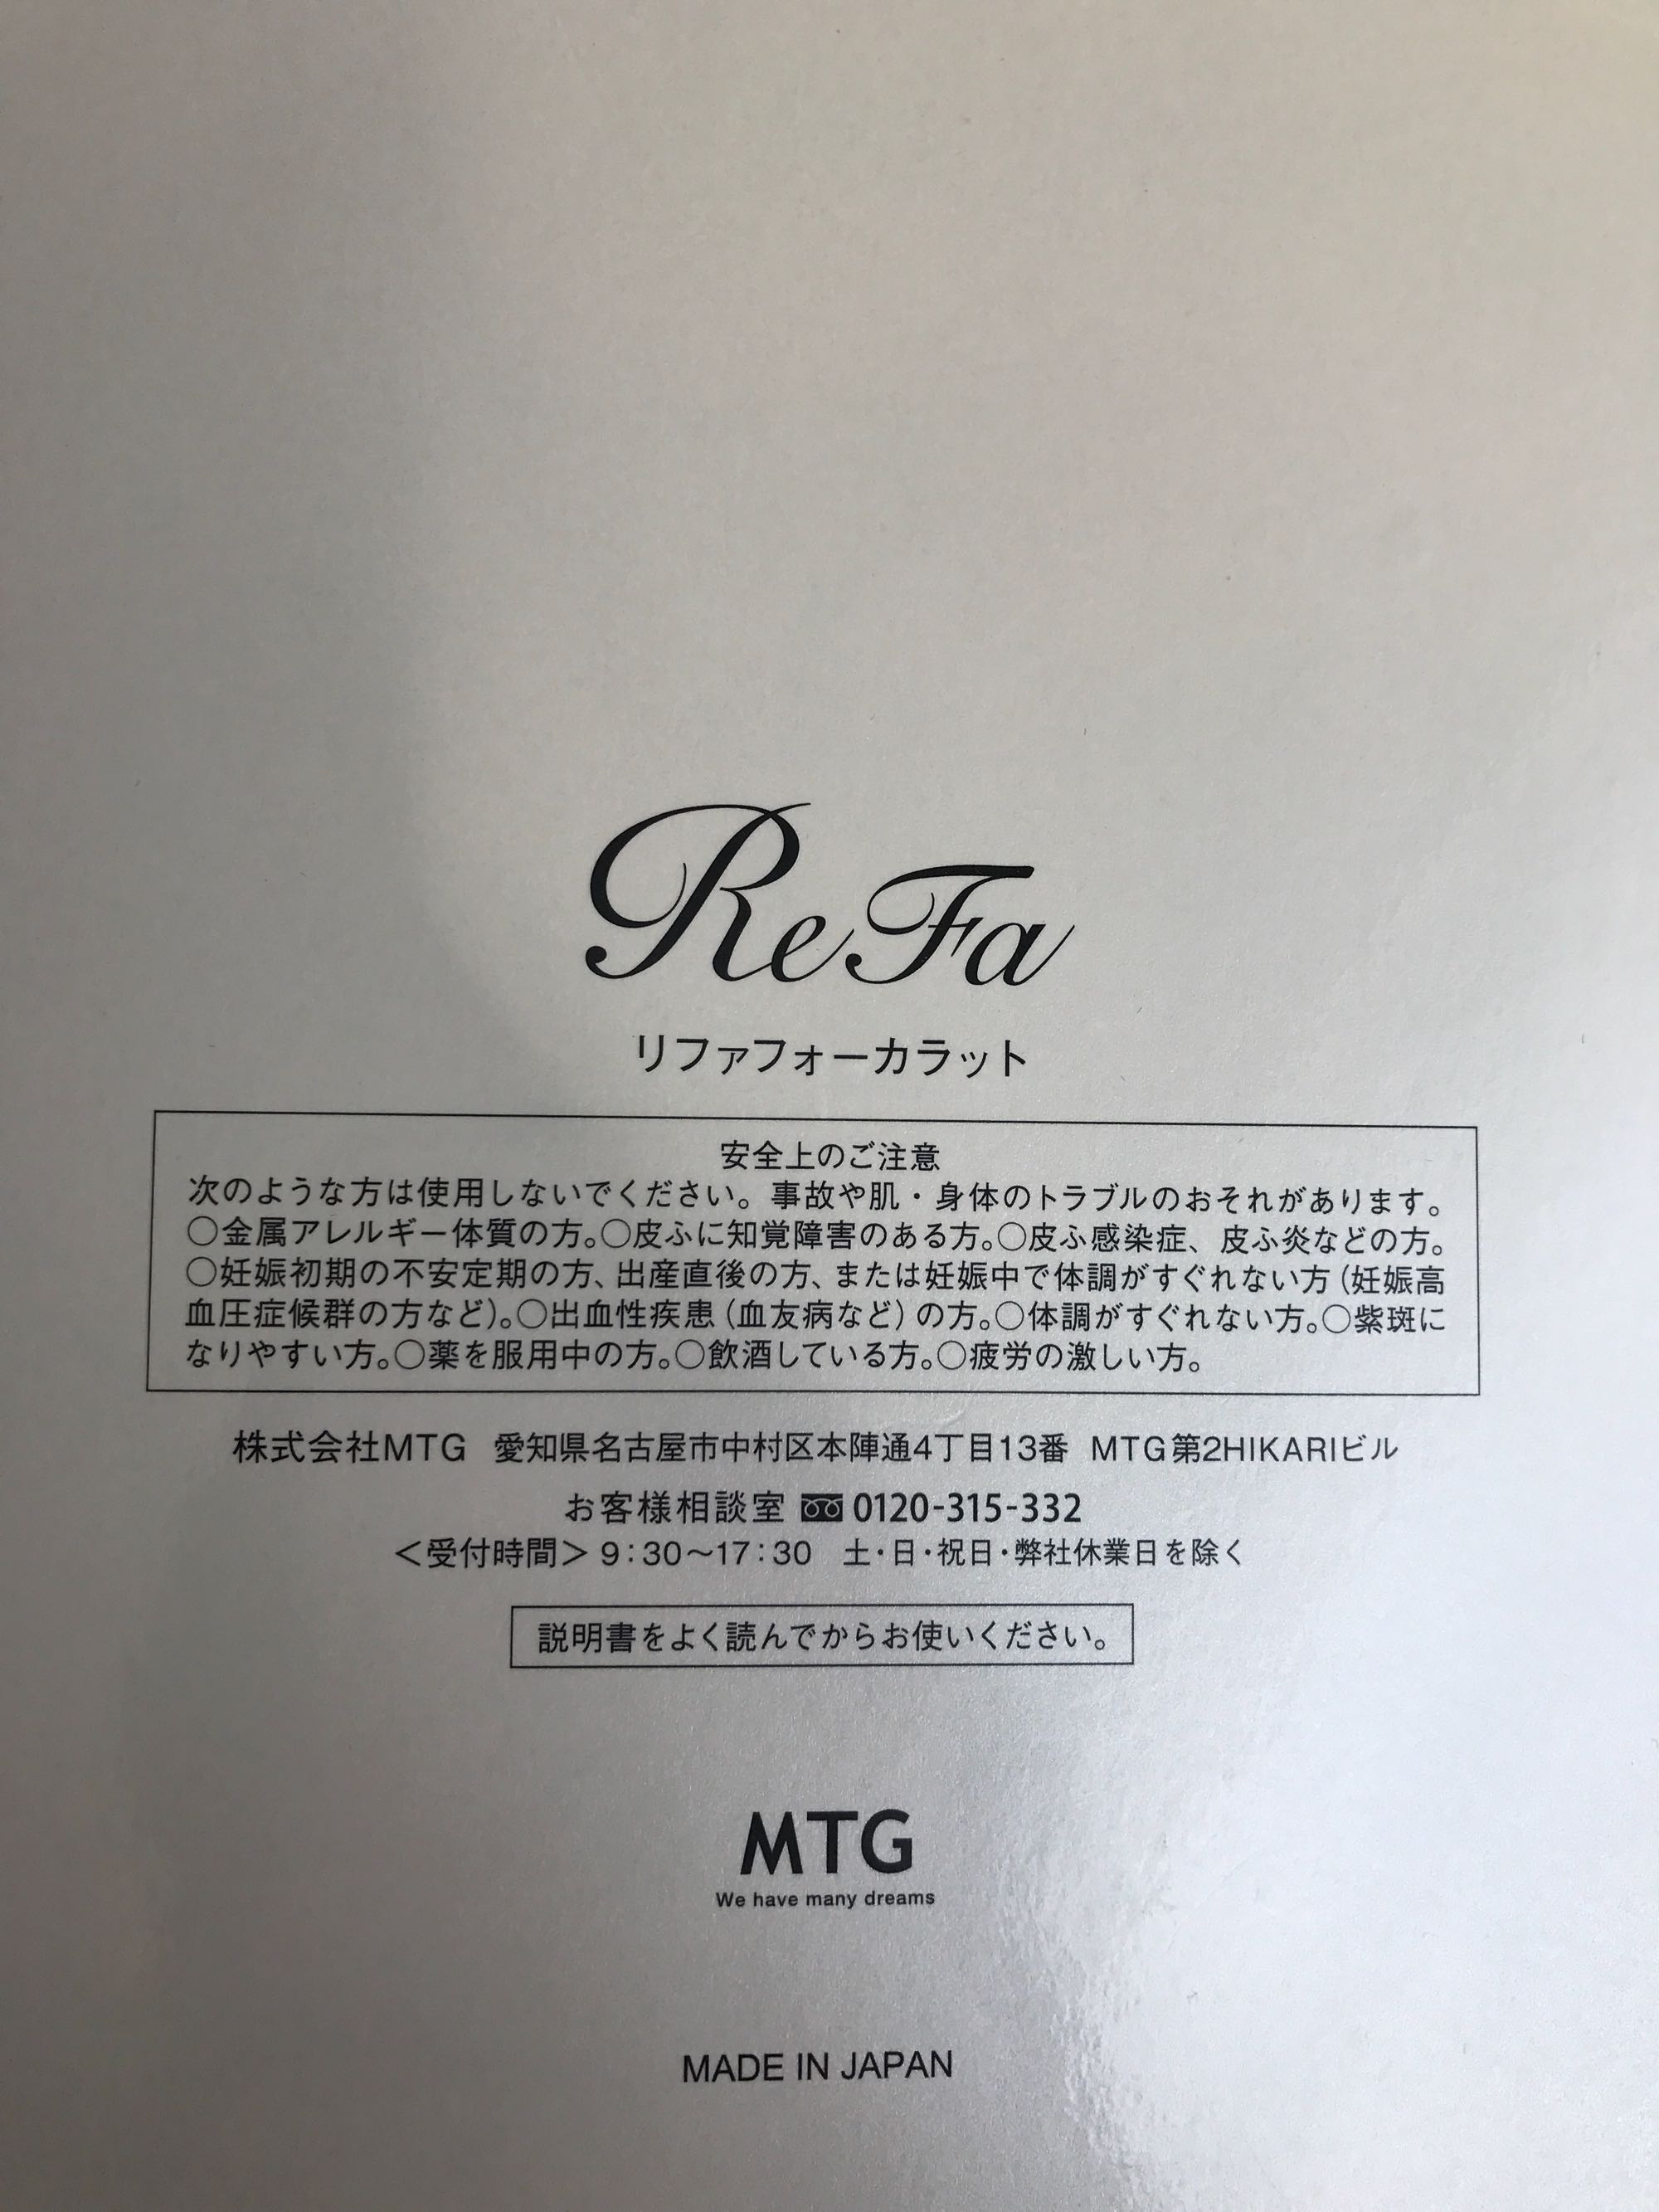 ReFa
リファフォーカラット
安全上のご注意
次のような方は使用しないでください。事故や肌・身体のトラブルのおそれがあります。
○金属アレルギー体質の方。○皮ふに知覚障害のある方。○皮ふ感染症、皮ふ炎などの方。
○妊娠初期の不安定期の方、出産直後の方、または妊娠中で体調がすぐれない方(妊娠高
血圧症候群の方など)。○出血性疾患(血友病など)の方。○体調がすぐれない方。○紫斑に
なりやすい方。○薬を服用中の方。○飲酒している方。○疲労の激しい方。
株式会社MTG 愛知県名古屋市中村区本陣通4丁目13番 MTG第2HIKARIビル
お客様相談室 0120-315-332
＜受付時間＞9：30〜17：30 土・日・祝日・弊社休業日を除く
説明書をよく読んでからお使いください。
MTG
We have many dreams
MADE IN JAPAN